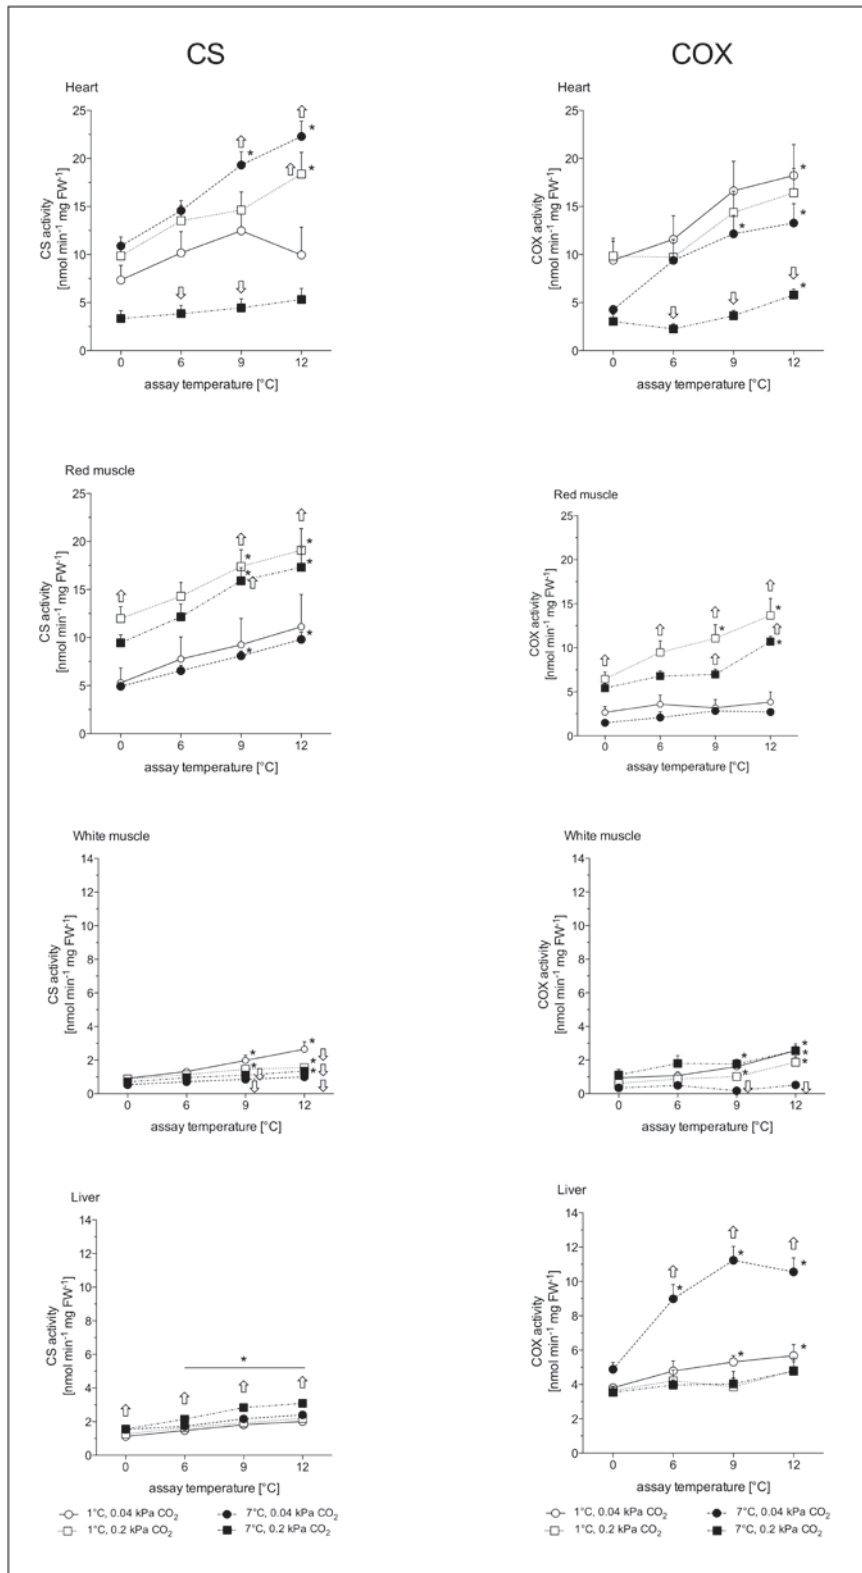 CS
COX
Heart
25
20
15
10
5
0
CS activity
[nmol min⁻¹ mg FW⁻¹]
0 6 9 12
assay temperature [°C]
* * *
Heart
25
20
15
10
5
0
COX activity
[nmol min⁻¹ mg FW⁻¹]
0 6 9 12
assay temperature [°C]
* * * *
Red muscle
25
20
15
10
5
0
CS activity
[nmol min⁻¹ mg FW⁻¹]
0 6 9 12
assay temperature [°C]
* * * * * *
Red muscle
25
20
15
10
5
0
COX activity
[nmol min⁻¹ mg FW⁻¹]
0 6 9 12
assay temperature [°C]
* * *
White muscle
14
12
10
8
6
4
2
0
CS activity
[nmol min⁻¹ mg FW⁻¹]
0 6 9 12
assay temperature [°C]
* * * * *
White muscle
14
12
10
8
6
4
2
0
COX activity
[nmol min⁻¹ mg FW⁻¹]
0 6 9 12
assay temperature [°C]
* * * * *
Liver
14
12
10
8
6
4
2
0
CS activity
[nmol min⁻¹ mg FW⁻¹]
0 6 9 12
assay temperature [°C]
*
Liver
14
12
10
8
6
4
2
0
COX activity
[nmol min⁻¹ mg FW⁻¹]
0 6 9 12
assay temperature [°C]
* * * * *
1°C, 0.04 kPa CO₂ 7°C, 0.04 kPa CO₂
1°C, 0.2 kPa CO₂ 7°C, 0.2 kPa CO₂
1°C, 0.04 kPa CO₂ 7°C, 0.04 kPa CO₂
1°C, 0.2 kPa CO₂ 7°C, 0.2 kPa CO₂